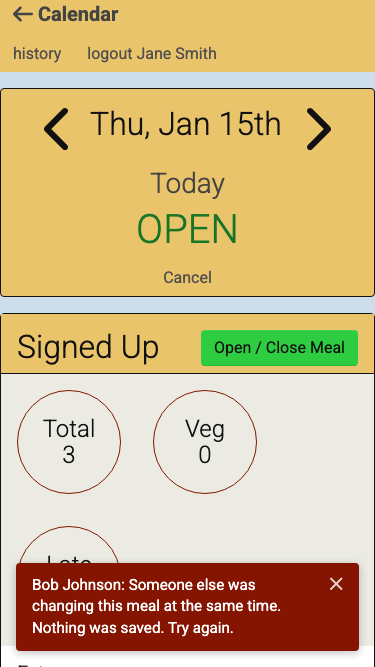 ← Calendar
history logout Jane Smith
Thu, Jan 15th
Today
OPEN
Cancel
Signed Up
Open / Close Meal
Total
3
Veg
0
Bob Johnson: Someone else was
changing this meal at the same time.
Nothing was saved. Try again.